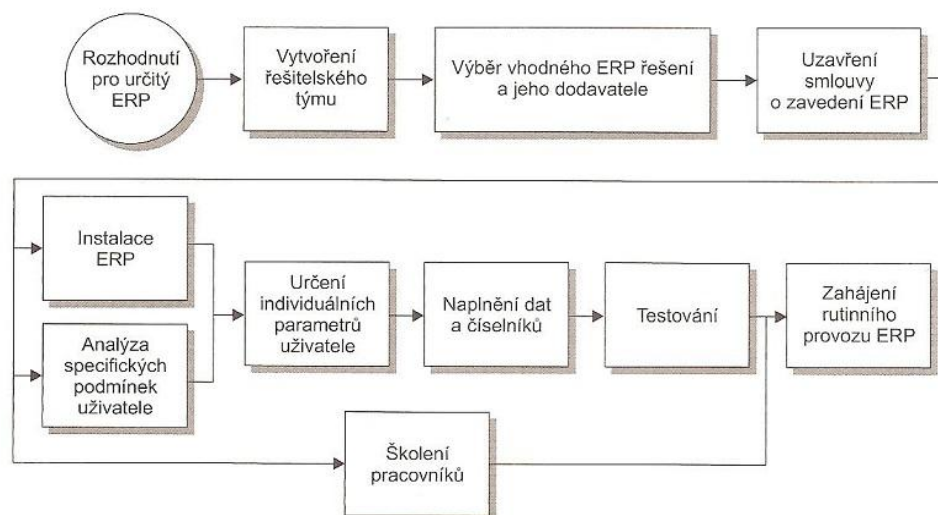 Rozhodnutí
pro určitý
ERP
Vytvoření
řešitelského
týmu
Výběr vhodného ERP řešení
a jeho dodavatele
Uzavření
smlouvy
o zavedení ERP
Instalace
ERP
Určení
individuálních
parametrů
uživatele
Naplnění dat
a číselníků
Testování
Zahájení
rutinního
provozu ERP
Analýza
specifických
podmínek
uživatele
Školení
pracovníků